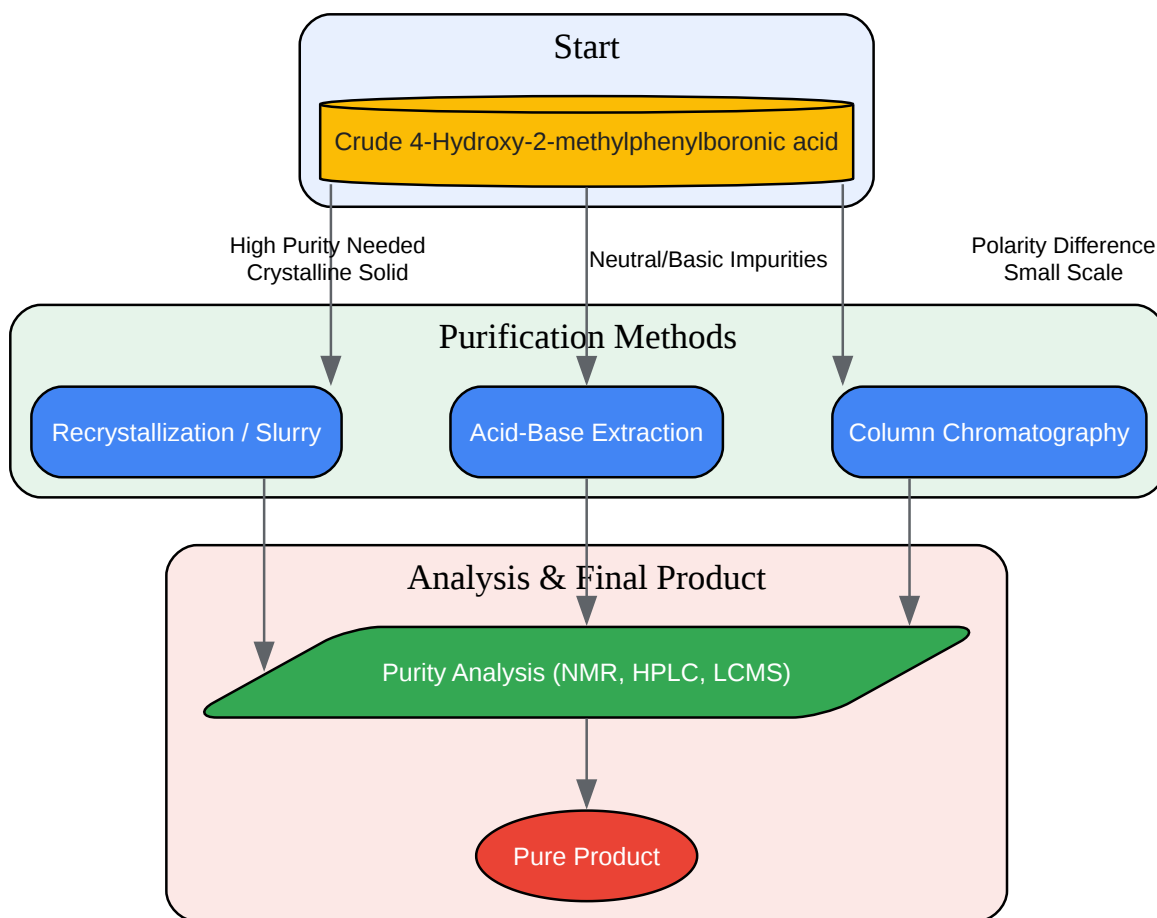 Start
Crude 4-Hydroxy-2-methylphenylboronic acid
High Purity Needed
Crystalline Solid
Neutral/Basic Impurities
Polarity Difference
Small Scale
Purification Methods
Recrystallization / Slurry
Acid-Base Extraction
Column Chromatography
Analysis & Final Product
Purity Analysis (NMR, HPLC, LCMS)
Pure Product